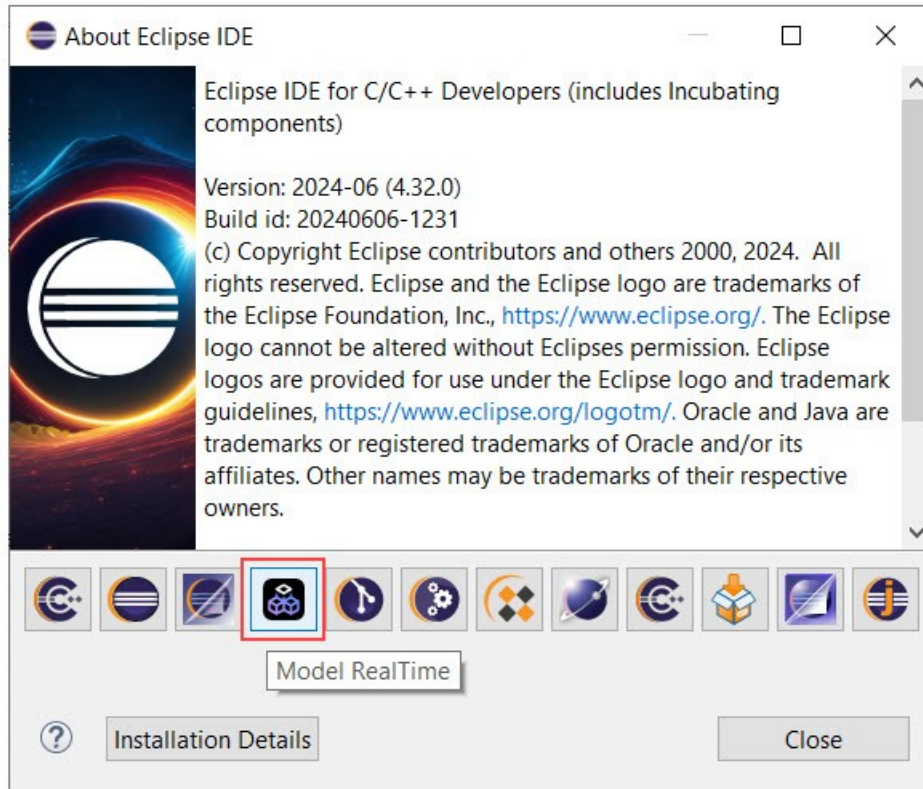 About Eclipse IDE
Eclipse IDE for C/C++ Developers (includes Incubating
components)
Version: 2024-06 (4.32.0)
Build id: 20240606-1231
(c) Copyright Eclipse contributors and others 2000, 2024.  All
rights reserved. Eclipse and the Eclipse logo are trademarks of
the Eclipse Foundation, Inc., https://www.eclipse.org/. The Eclipse
logo cannot be altered without Eclipses permission. Eclipse
logos are provided for use under the Eclipse logo and trademark
guidelines, https://www.eclipse.org/logotm/. Oracle and Java are
trademarks or registered trademarks of Oracle and/or its
affiliates. Other names may be trademarks of their respective
owners.
C++
C++
j
Model RealTime
?
Installation Details
Close